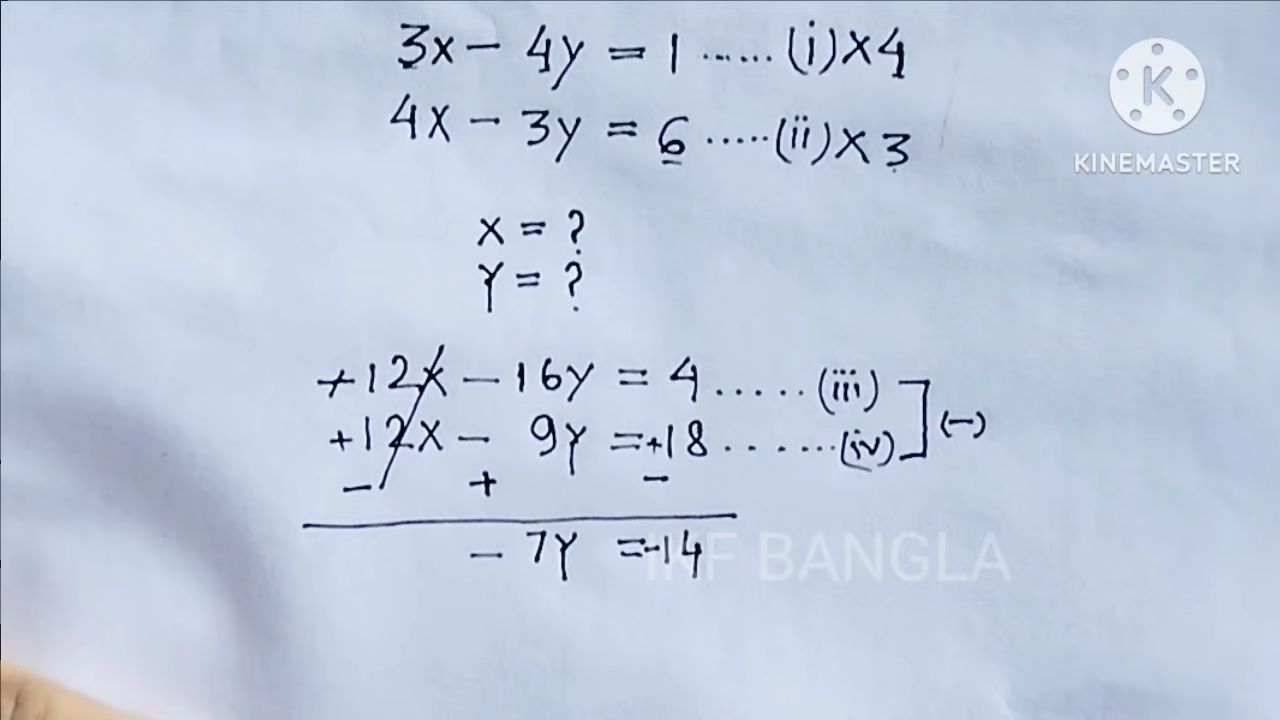 3x - 4y = 1 ...... (i)×4
4x - 3y = 6 ..... (ii)×3
KINEMASTER
x = ?
y = ?
+12x - 16y = 4 ..... (iii)
+12x - 9y = +18 ....... (iv) ] (-)
- + -
- 7y = -14
INF BANGLA